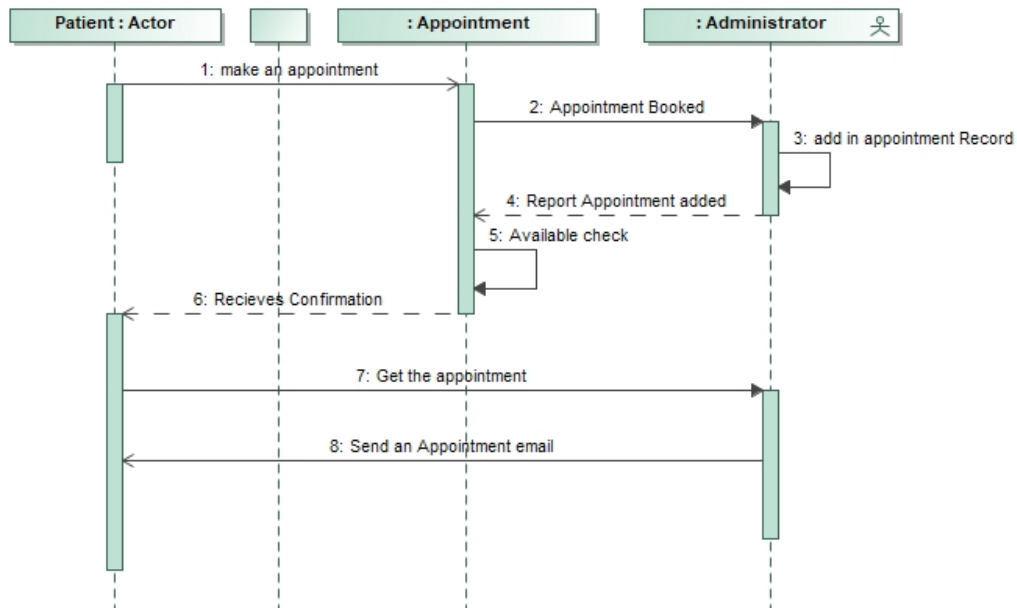 Patient : Actor
: Appointment
: Administrator
1: make an appointment
2: Appointment Booked
3: add in appointment Record
4: Report Appointment added
5: Available check
6: Recieves Confirmation
7: Get the appointment
8: Send an Appointment email